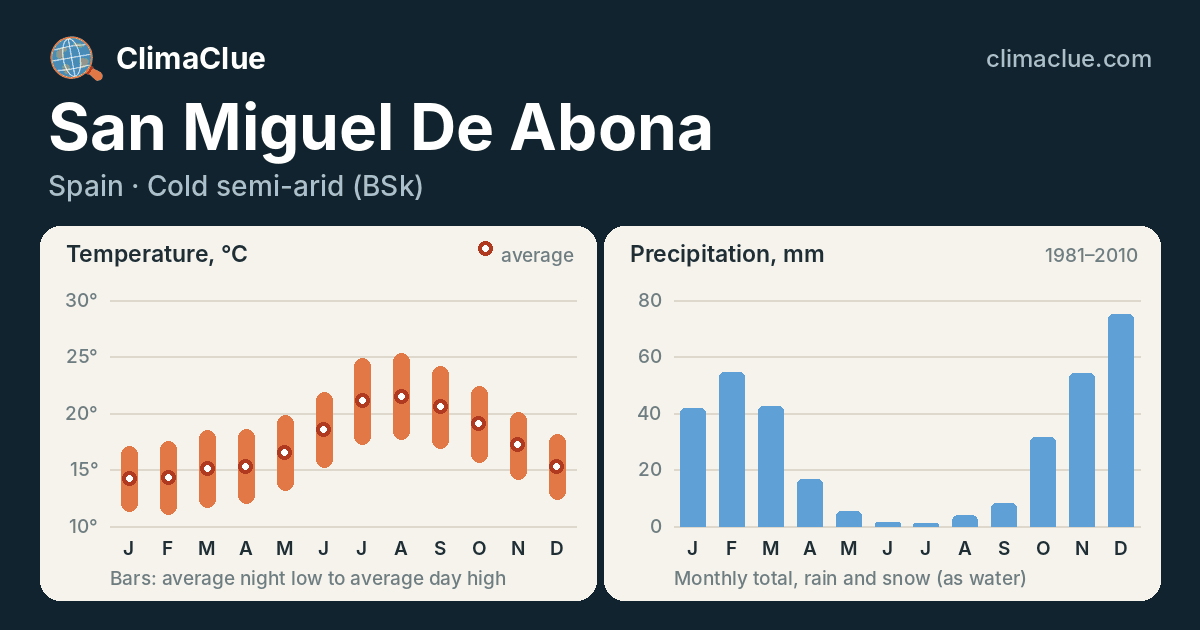 ClimaClue
climaclue.com
San Miguel De Abona
Spain · Cold semi-arid (BSk)
Temperature, °C
average
30°
25°
20°
15°
10°
J F M A M J J A S O N D
Bars: average night low to average day high
Precipitation, mm
1981–2010
80
60
40
20
0
J F M A M J J A S O N D
Monthly total, rain and snow (as water)